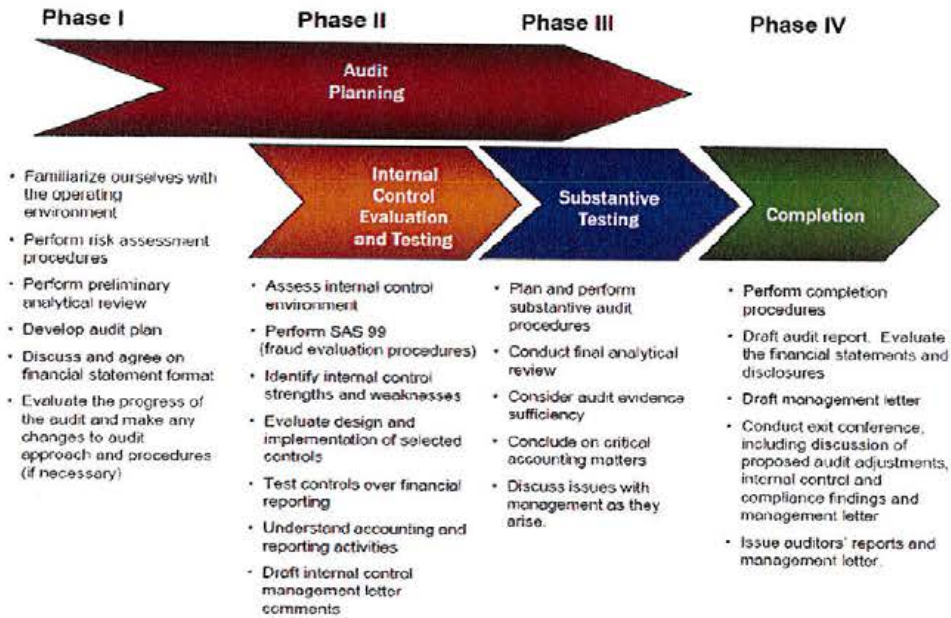 Phase I
Phase II
Phase III
Phase IV
Audit
Planning
Internal
Control
Evaluation
and Testing
Substantive
Testing
Completion
• Familiarize ourselves with
the operating
environment
• Perform risk assessment
procedures
• Perform preliminary
analytical review
• Develop audit plan
• Discuss and agree on
financial statement format
• Evaluate the progress of
the audit and make any
changes to audit
approach and procedures
(if necessary)
• Assess internal control
environment
• Perform SAS 99
(fraud evaluation procedures)
• Identify internal control
strengths and weaknesses
• Evaluate design and
implementation of selected
controls
• Test controls over financial
reporting
• Understand accounting and
reporting activities
• Draft internal control
management letter
comments
• Plan and perform
substantive audit
procedures
• Conduct final analytical
review
• Consider audit evidence
sufficiency
• Conclude on critical
accounting matters
• Discuss issues with
management as they
arise.
• Perform completion
procedures
• Draft audit report. Evaluate
the financial statements and
disclosures
• Draft management letter
• Conduct exit conference,
including discussion of
proposed audit adjustments,
internal control and
compliance findings and
management letter
• Issue auditors' reports and
management letter.